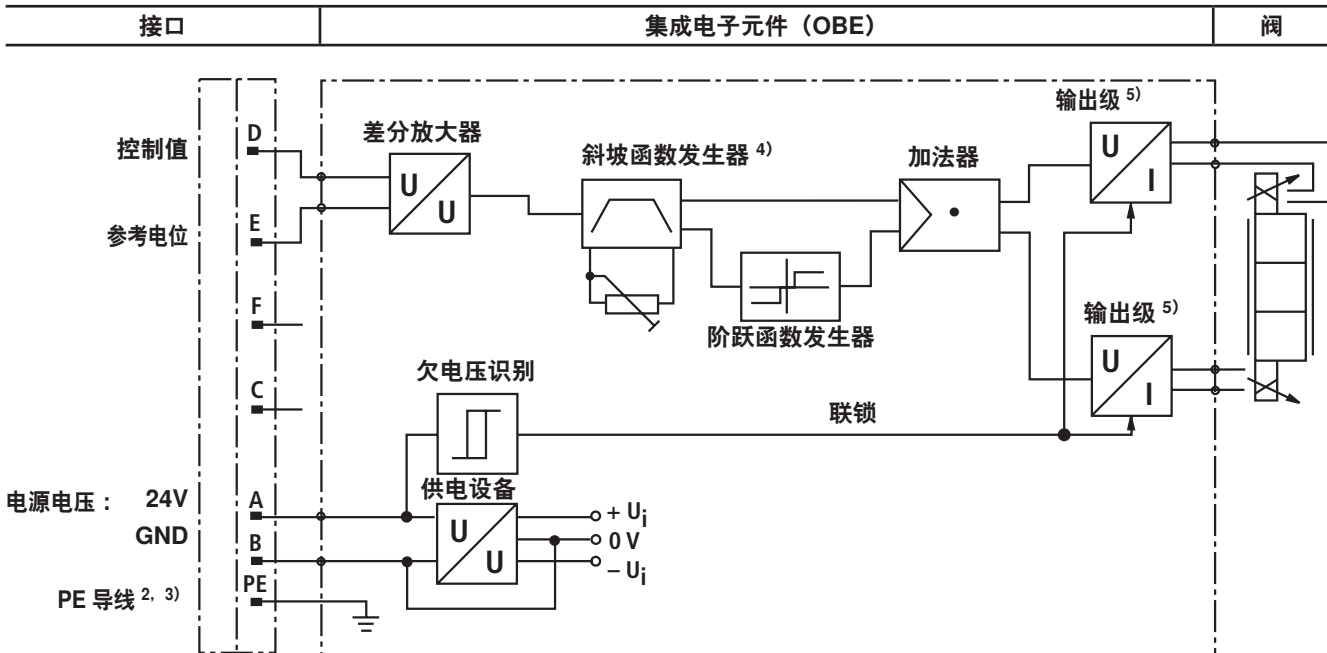 接口
集成电子元件（OBE）
阀
输出级 5)
D
差分放大器
控制值
斜坡函数发生器 4)
加法器
U
I
U
U
E
参考电位
F
输出级 5)
阶跃函数发生器
U
I
欠电压识别
C
联锁
供电设备
电源电压： 24V
A
+ Ui
GND
U
U
0 V
B
– Ui
PE
PE 导线 2，3)